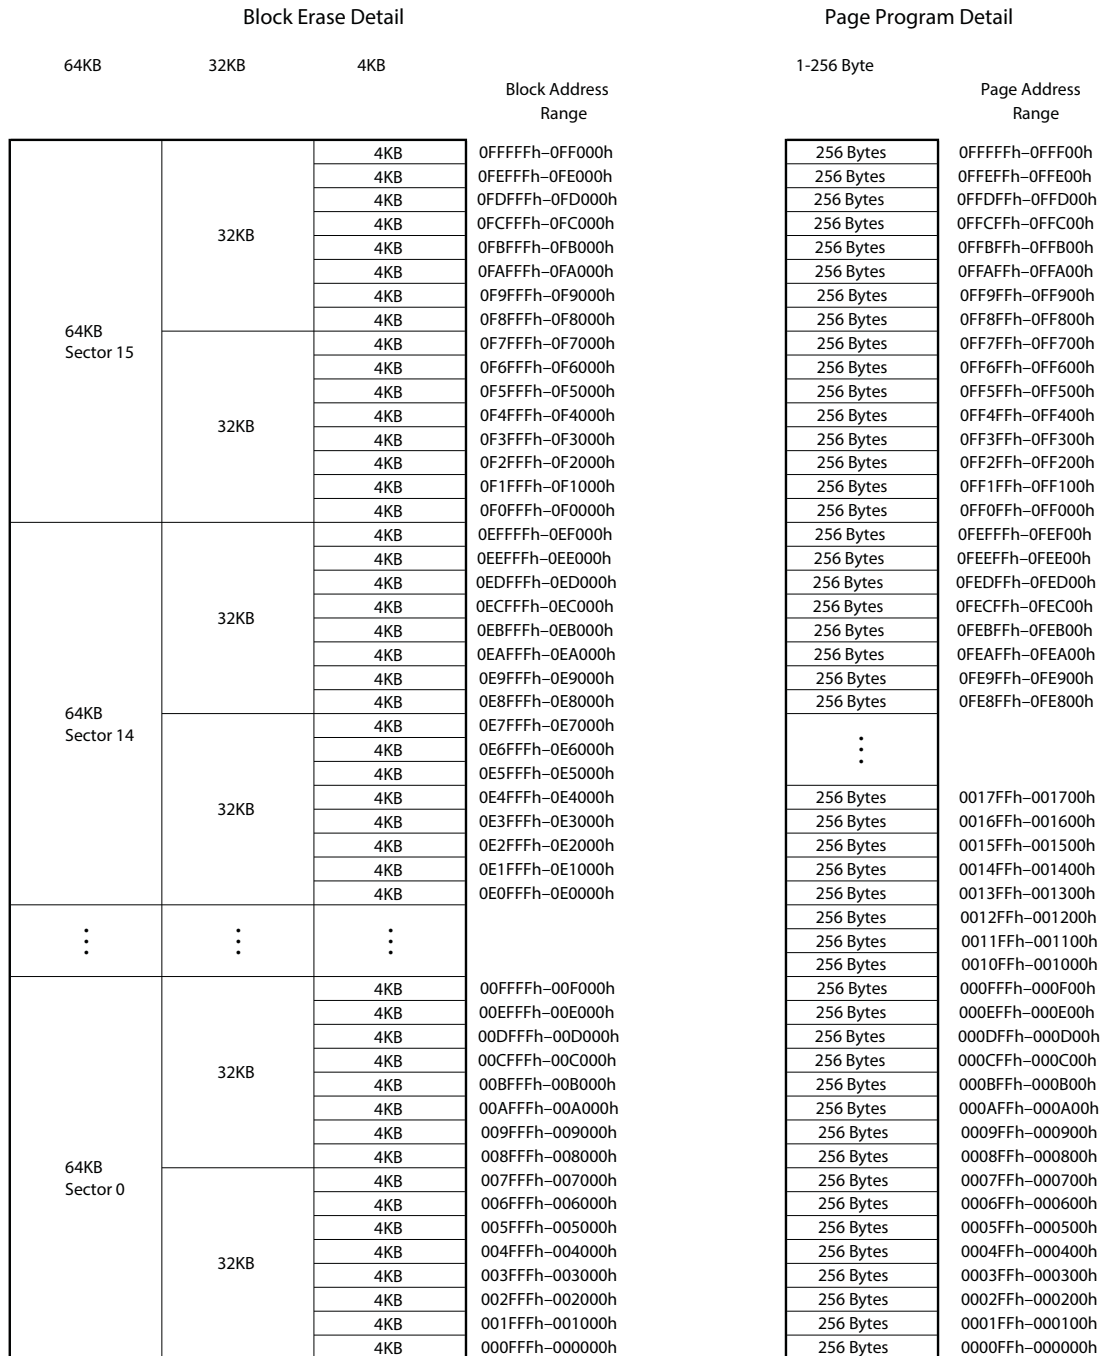 Block Erase Detail Page Program Detail
64KB 32KB 4KB 1-256 Byte
Block Address Page Address
Range Range
4KB 0FFFFFh–0FF000h 256 Bytes 0FFFFFh–0FFF00h
4KB 0FEFFFh–0FE000h 256 Bytes 0FFEFFh–0FFE00h
4KB 0FDFFFh–0FD000h 256 Bytes 0FFDFFh–0FFD00h
4KB 0FCFFFh–0FC000h 256 Bytes 0FFCFFh–0FFC00h
32KB
4KB 0FBFFFh–0FB000h 256 Bytes 0FFBFFh–0FFB00h
4KB 0FAFFFh–0FA000h 256 Bytes 0FFAFFh–0FFA00h
4KB 0F9FFFh–0F9000h 256 Bytes 0FF9FFh–0FF900h
4KB 0F8FFFh–0F8000h 256 Bytes 0FF8FFh–0FF800h
64KB
4KB 0F7FFFh–0F7000h 256 Bytes 0FF7FFh–0FF700h
Sector 15
4KB 0F6FFFh–0F6000h 256 Bytes 0FF6FFh–0FF600h
4KB 0F5FFFh–0F5000h 256 Bytes 0FF5FFh–0FF500h
4KB 0F4FFFh–0F4000h 256 Bytes 0FF4FFh–0FF400h
32KB
4KB 0F3FFFh–0F3000h 256 Bytes 0FF3FFh–0FF300h
4KB 0F2FFFh–0F2000h 256 Bytes 0FF2FFh–0FF200h
4KB 0F1FFFh–0F1000h 256 Bytes 0FF1FFh–0FF100h
4KB 0F0FFFh–0F0000h 256 Bytes 0FF0FFh–0FF000h
4KB 0EFFFFh–0EF000h 256 Bytes 0FEFFFh–0FEF00h
4KB 0EEFFFh–0EE000h 256 Bytes 0FEEFFh–0FEE00h
4KB 0EDFFFh–0ED000h 256 Bytes 0FEDFFh–0FED00h
4KB 0ECFFFh–0EC000h 256 Bytes 0FECFFh–0FEC00h
32KB
4KB 0EBFFFh–0EB000h 256 Bytes 0FEBFFh–0FEB00h
4KB 0EAFFFh–0EA000h 256 Bytes 0FEAFFh–0FEA00h
4KB 0E9FFFh–0E9000h 256 Bytes 0FE9FFh–0FE900h
4KB 0E8FFFh–0E8000h 256 Bytes 0FE8FFh–0FE800h
64KB
4KB 0E7FFFh–0E7000h
Sector 14
4KB 0E6FFFh–0E6000h
4KB 0E5FFFh–0E5000h
4KB 0E4FFFh–0E4000h 256 Bytes 0017FFh–001700h
32KB
4KB 0E3FFFh–0E3000h 256 Bytes 0016FFh–001600h
4KB 0E2FFFh–0E2000h 256 Bytes 0015FFh–001500h
4KB 0E1FFFh–0E1000h 256 Bytes 0014FFh–001400h
4KB 0E0FFFh–0E0000h 256 Bytes 0013FFh–001300h
256 Bytes 0012FFh–001200h
256 Bytes 0011FFh–001100h
256 Bytes 0010FFh–001000h
4KB 00FFFFh–00F000h 256 Bytes 000FFFh–000F00h
4KB 00EFFFh–00E000h 256 Bytes 000EFFh–000E00h
4KB 00DFFFh–00D000h 256 Bytes 000DFFh–000D00h
4KB 00CFFFh–00C000h 256 Bytes 000CFFh–000C00h
32KB
4KB 00BFFFh–00B000h 256 Bytes 000BFFh–000B00h
4KB 00AFFFh–00A000h 256 Bytes 000AFFh–000A00h
4KB 009FFFh–009000h 256 Bytes 0009FFh–000900h
4KB 008FFFh–008000h 256 Bytes 0008FFh–000800h
64KB
4KB 007FFFh–007000h 256 Bytes 0007FFh–000700h
Sector 0
4KB 006FFFh–006000h 256 Bytes 0006FFh–000600h
4KB 005FFFh–005000h 256 Bytes 0005FFh–000500h
4KB 004FFFh–004000h 256 Bytes 0004FFh–000400h
32KB
4KB 003FFFh–003000h 256 Bytes 0003FFh–000300h
4KB 002FFFh–002000h 256 Bytes 0002FFh–000200h
4KB 001FFFh–001000h 256 Bytes 0001FFh–000100h
4KB 000FFFh–000000h 256 Bytes 0000FFh–000000h